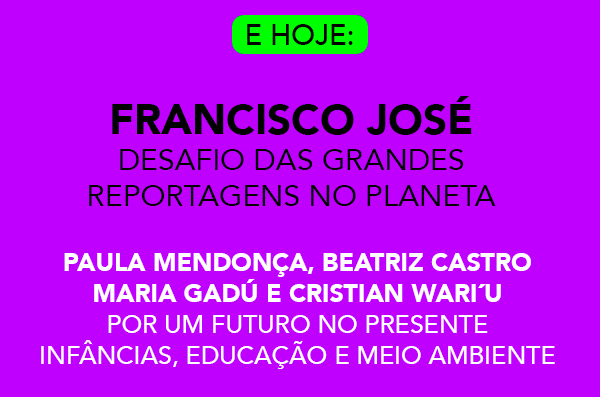 E HOJE:
FRANCISCO JOSÉ
DESAFIO DAS GRANDES
REPORTAGENS NO PLANETA
PAULA MENDONÇA, BEATRIZ CASTRO
MARIA GADÚ E CRISTIAN WARI´U
POR UM FUTURO NO PRESENTE
INFÂNCIAS, EDUCAÇÃO E MEIO AMBIENTE